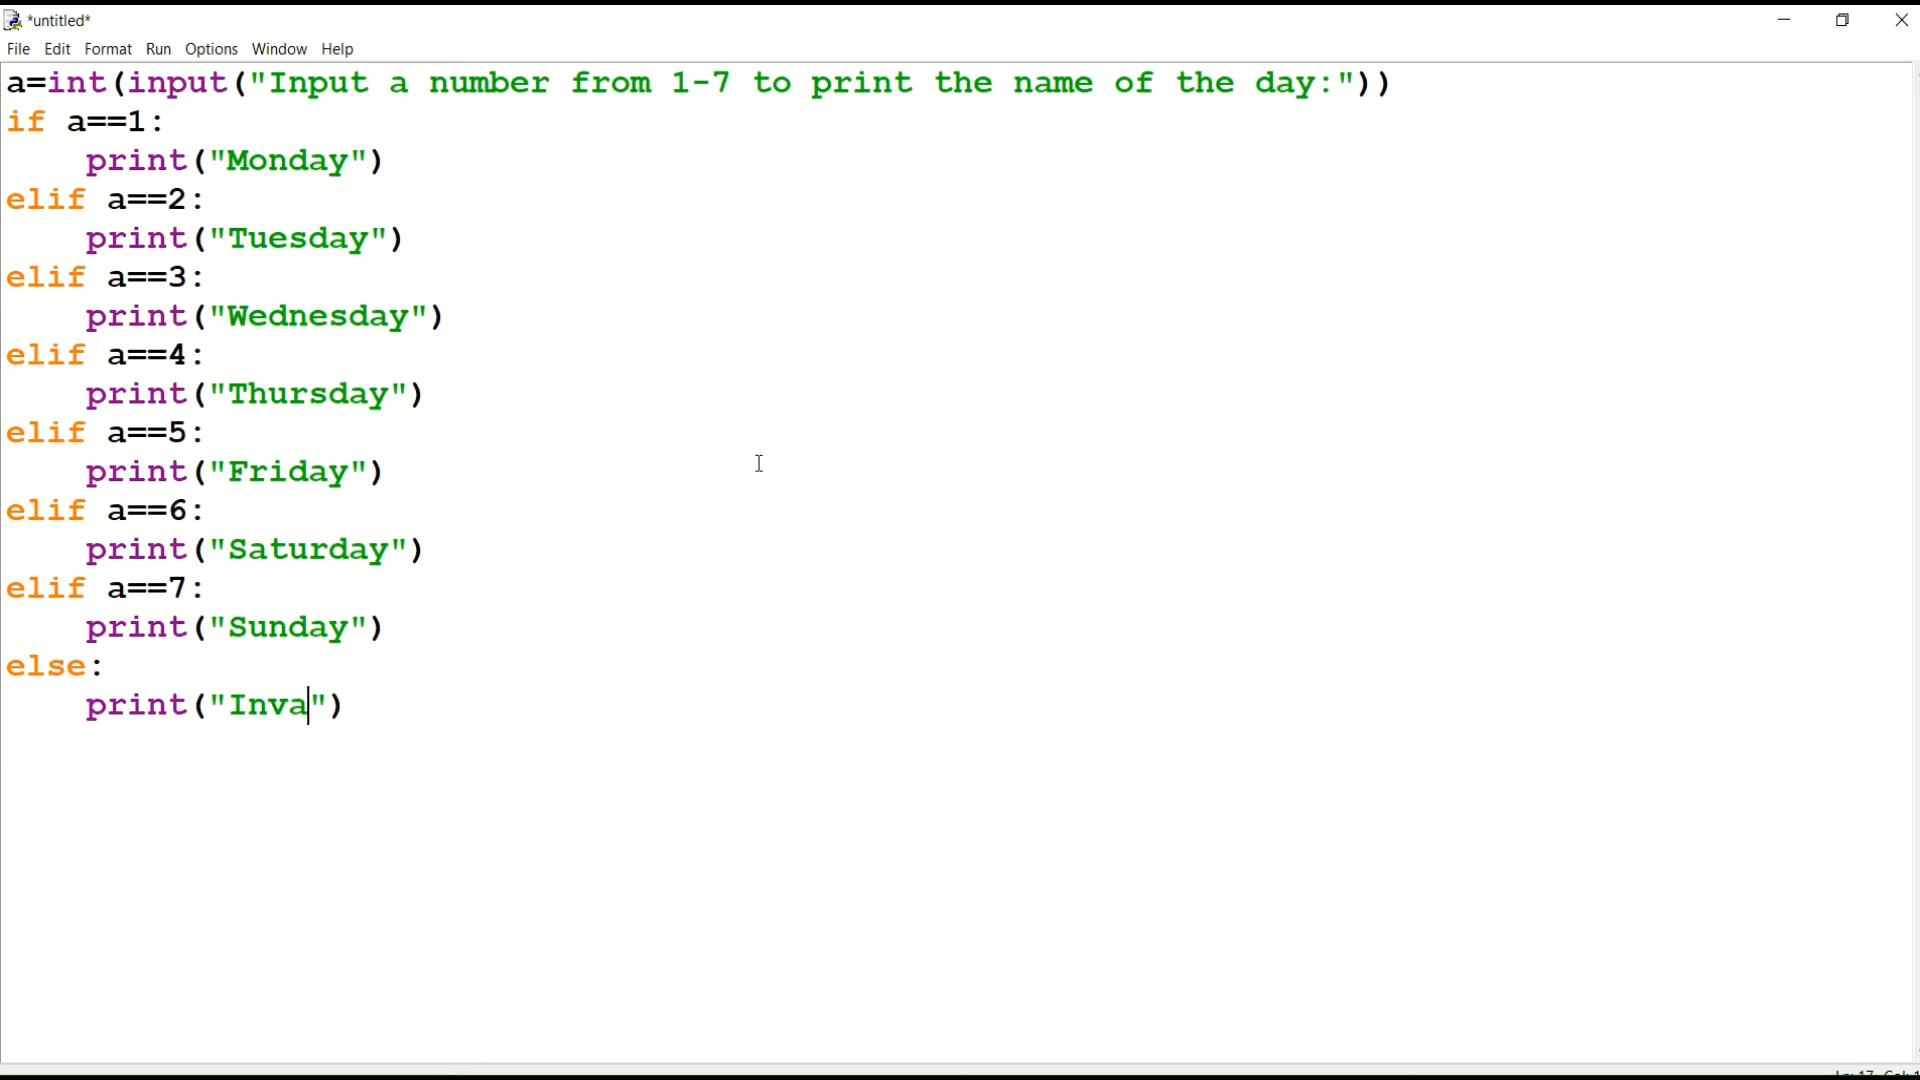 *untitled*
File Edit Format Run Options Window Help
a=int(input("Input a number from 1-7 to print the name of the day:"))
if a==1:
    print("Monday")
elif a==2:
    print("Tuesday")
elif a==3:
    print("Wednesday")
elif a==4:
    print("Thursday")
elif a==5:
    print("Friday")
elif a==6:
    print("Saturday")
elif a==7:
    print("Sunday")
else:
    print("Inva")